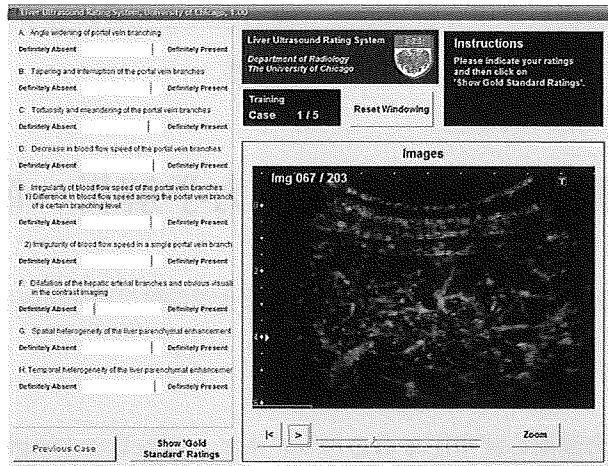 Liver Ultrasound Rating System, University of Chicago, 1.00
A. Angle widening of portal vein branching
Definitely Absent Definitely Present
B. Tapering and interruption of the portal vein branches
Definitely Absent Definitely Present
C. Tortuosity and meandering of the portal vein branches
Definitely Absent Definitely Present
D. Decrease in blood flow speed of the portal vein branches
Definitely Absent Definitely Present
E. Irregularity of blood flow speed of the portal vein branches
1) Difference in blood flow speed among the portal vein branch
of a certain branching level
Definitely Absent Definitely Present
2) Irregularity of blood flow speed in a single portal vein branch
Definitely Absent Definitely Present
F. Dilatation of the hepatic arterial branches and obvious visuali
in the contrast imaging
Definitely Absent Definitely Present
G. Spatial heterogeneity of the liver parenchymal enhancement
Definitely Absent Definitely Present
H. Temporal heterogeneity of the liver parenchymal enhancemen
Definitely Absent Definitely Present
Previous Case
Show 'Gold
Standard' Ratings
Liver Ultrasound Rating System
Department of Radiology
The University of Chicago
Training
Case 1 / 5
Reset Windowing
Instructions
Please indicate your ratings
and then click on
'Show Gold Standard Ratings'.
Images
Img 067 / 203
|< >
Zoom